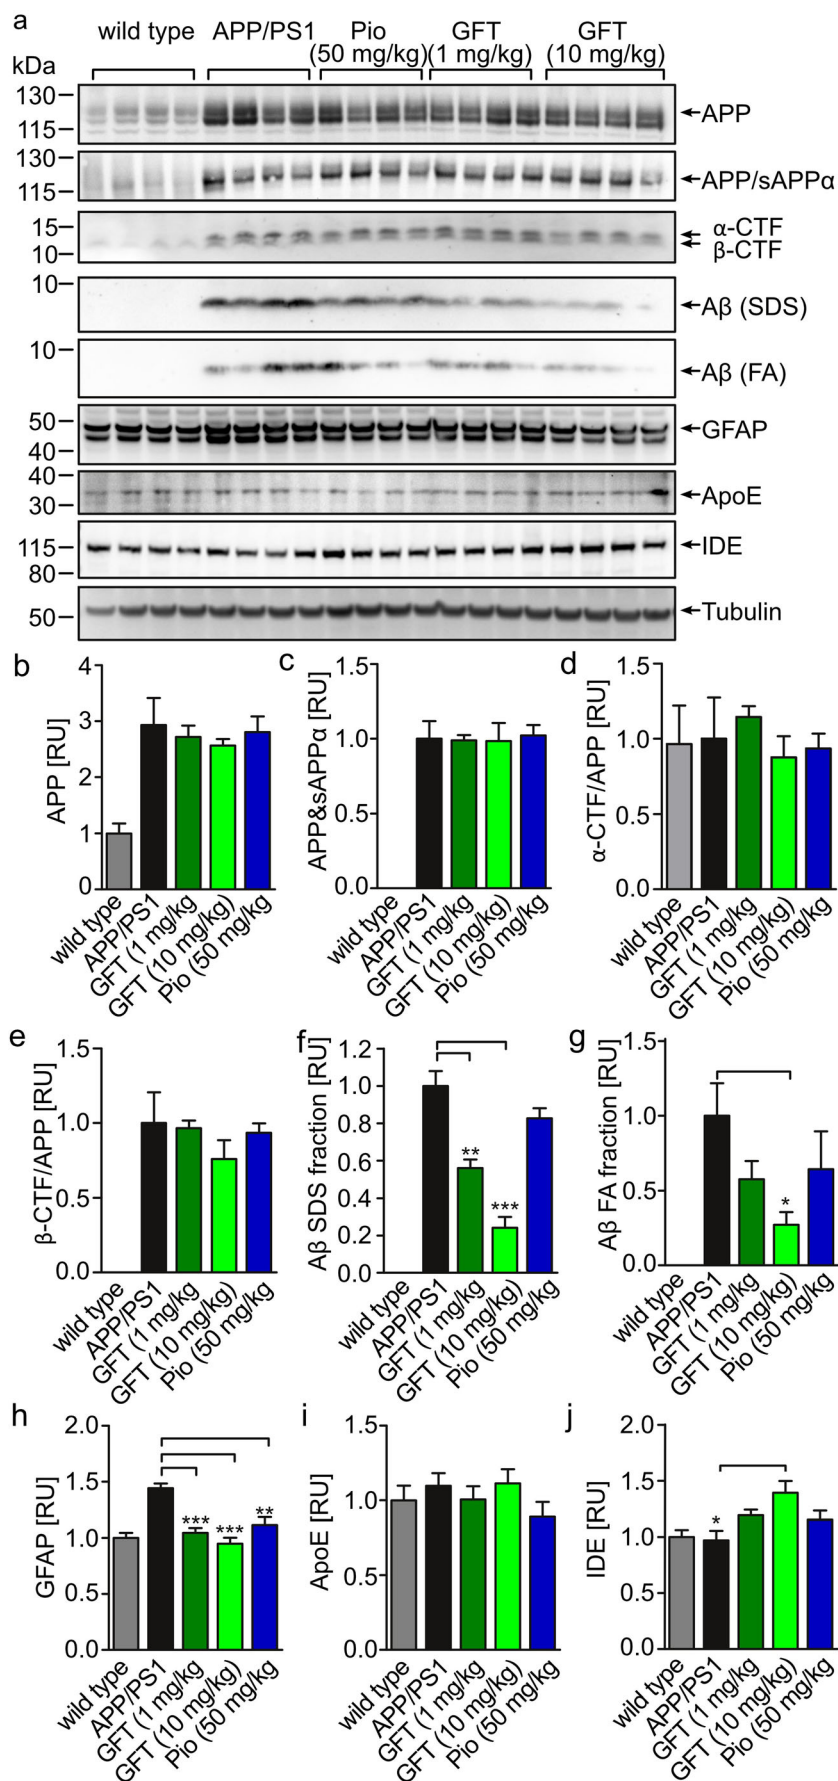 a
wild type APP/PS1 Pio (50 mg/kg) GFT (1 mg/kg) GFT (10 mg/kg)
kDa
130
115
APP
130
115
APP/sAPPα
15
10
α-CTF
β-CTF
10
Aβ (SDS)
10
Aβ (FA)
50
40
GFAP
40
30
ApoE
115
80
IDE
50
Tubulin
b
APP [RU]
4
3
2
1
0
wild type
APP/PS1
GFT (1 mg/kg
GFT (10 mg/kg)
Pio (50 mg/kg
c
APP&sAPPα [RU]
1.5
1.0
0.5
0.0
wild type
APP/PS1
GFT (1 mg/kg
GFT (10 mg/kg)
Pio (50 mg/kg
d
α-CTF/APP [RU]
1.5
1.0
0.5
0
wild type
APP/PS1
GFT (1 mg/kg
GFT (10 mg/kg)
Pio (50 mg/kg
e
β-CTF/APP [RU]
1.5
1.0
0.5
0.0
wild type
APP/PS1
GFT (1 mg/kg
GFT (10 mg/kg)
Pio (50 mg/kg
f
Aβ SDS fraction [RU]
1.2
1.0
0.8
0.6
0.4
0.2
0.0
**
***
wild type
APP/PS1
GFT (1 mg/kg
GFT (10 mg/kg)
Pio (50 mg/kg
g
Aβ FA fraction [RU]
1.5
1.0
0.5
0.0
*
wild type
APP/PS1
GFT (1 mg/kg
GFT (10 mg/kg)
Pio (50 mg/kg
h
GFAP [RU]
2.0
1.5
1.0
0.5
0.0
***
***
**
wild type
APP/PS1
GFT (1 mg/kg
GFT (10 mg/kg)
Pio (50 mg/kg
i
ApoE [RU]
1.5
1.0
0.5
0.0
wild type
APP/PS1
GFT (1 mg/kg
GFT (10 mg/kg)
Pio (50 mg/kg
j
IDE [RU]
2.0
1.5
1.0
0.5
0.0
*
wild type
APP/PS1
GFT (1 mg/kg
GFT (10 mg/kg)
Pio (50 mg/kg